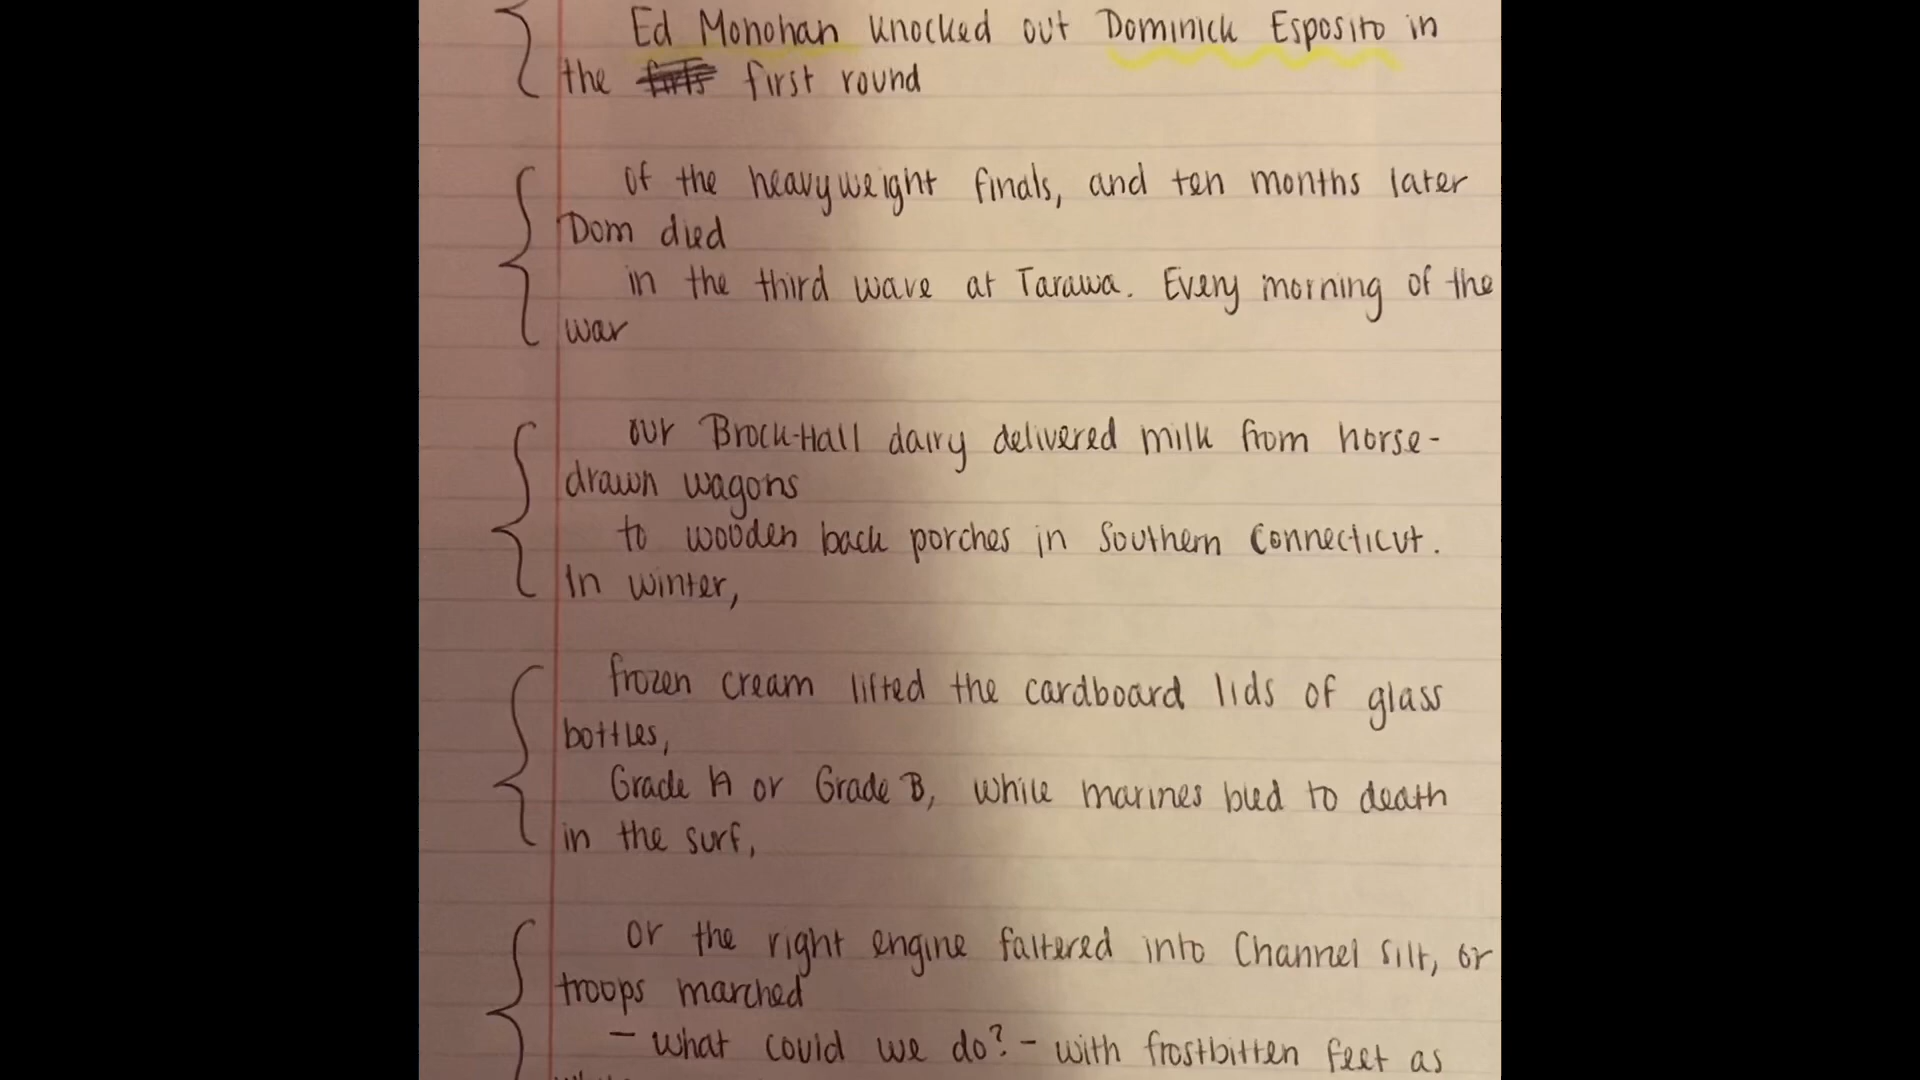 Ed Monohan knocked out Dominick Esposito in
the first round
of the heavyweight finals, and ten months later
Dom died
in the third wave at Tarawa. Every morning of the
war
our Brock-Hall dairy delivered milk from horse-
drawn wagons
to wooden back porches in Southern Connecticut.
In winter,
frozen cream lifted the cardboard lids of glass
bottles,
Grade A or Grade B, while marines bled to death
in the surf,
or the right engine faltered into Channel silt, or
troops marched
- what could we do? - with frostbitten feet as